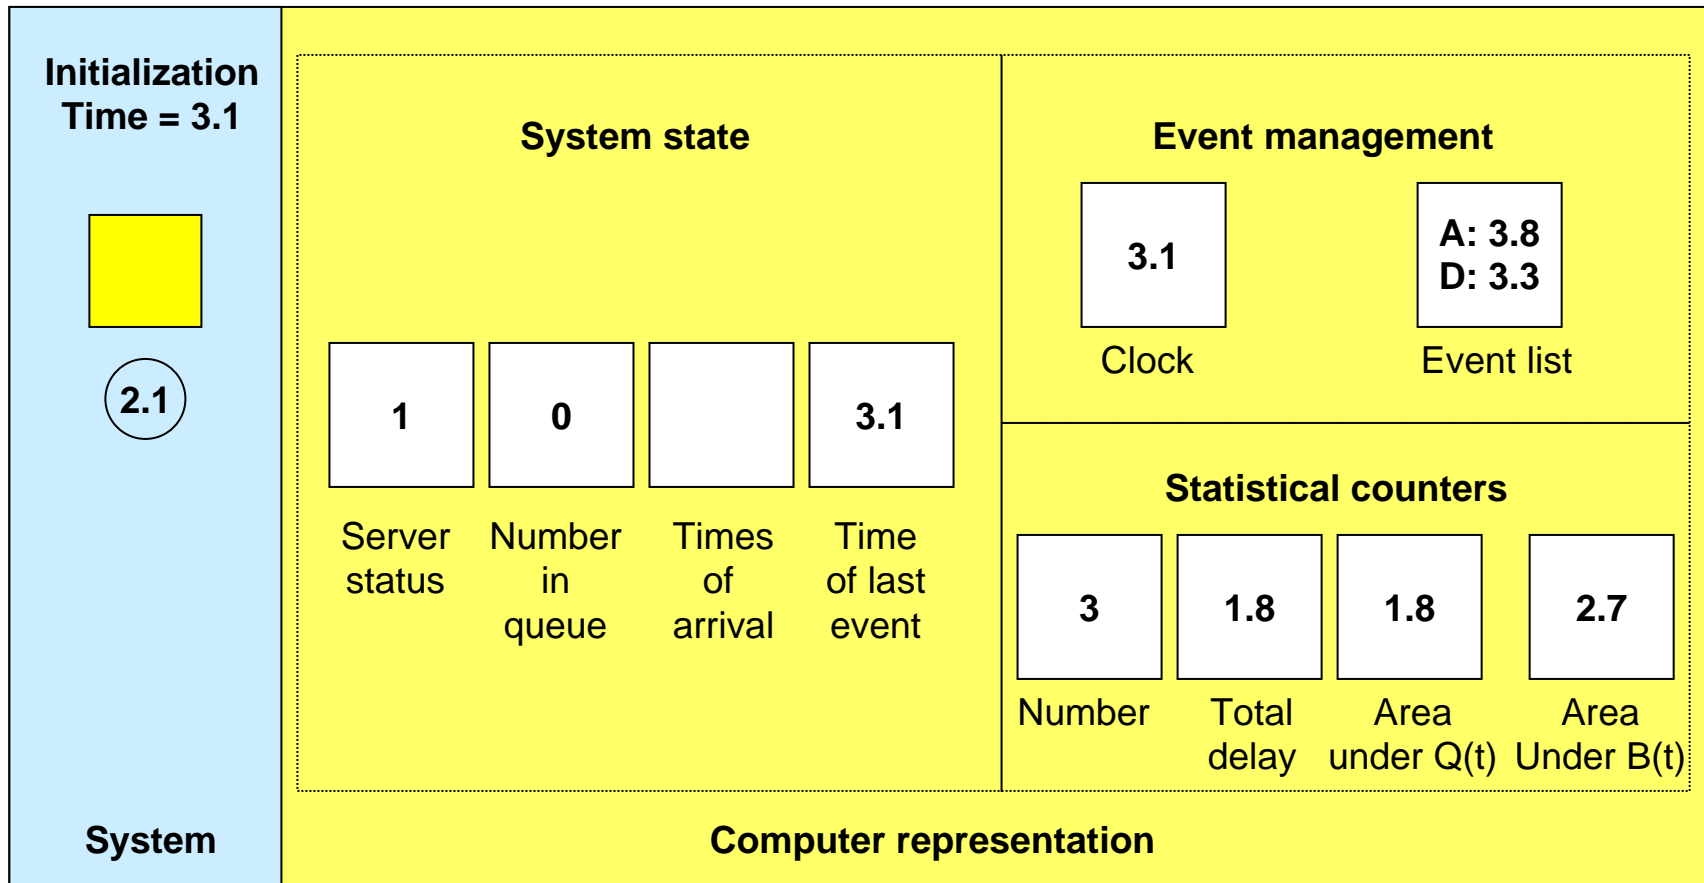 Initialization
Time = 3.1
2.1
System
System state
1
0
3.1
Server
status
Number
in
queue
Times
of
arrival
Time
of last
event
Event management
3.1
Clock
A: 3.8
D: 3.3
Event list
Statistical counters
3
1.8
1.8
2.7
Number
Total
delay
Area
under Q(t)
Area
Under B(t)
Computer representation